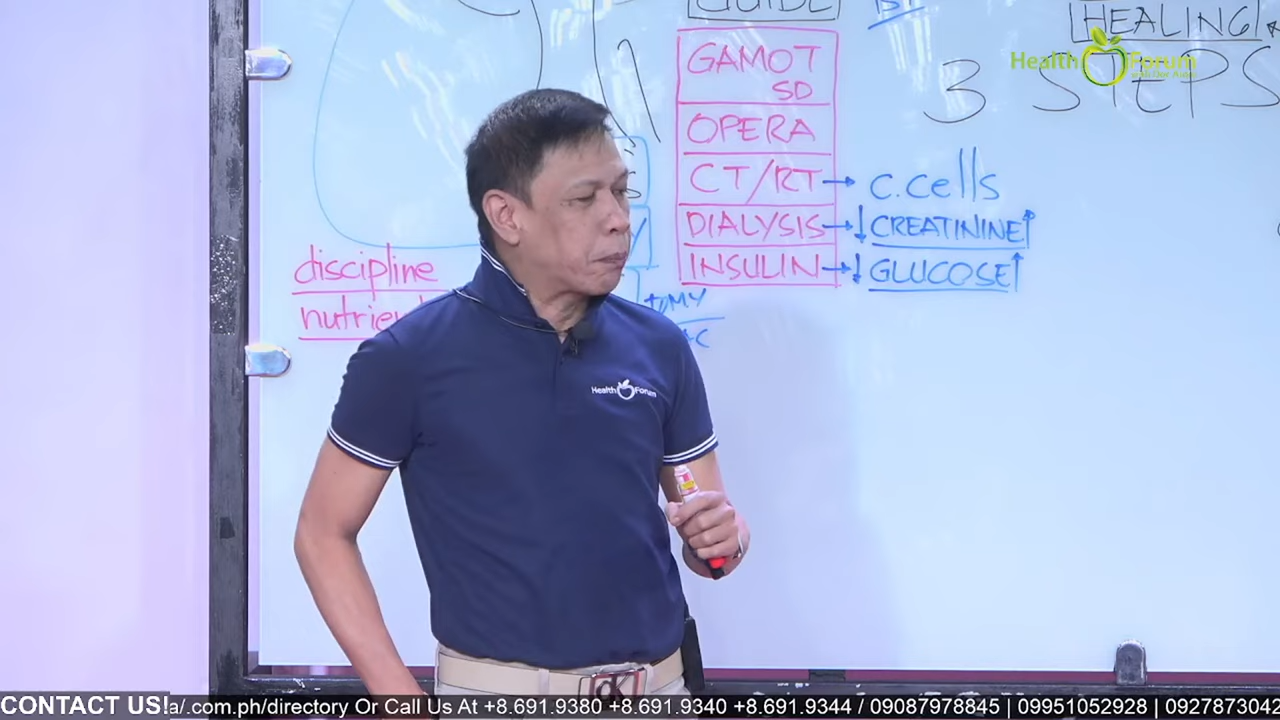 GUIDE
HEALING
3 STEPS
Health Forum
GAMOT
SD
OPERA
CT/RT → c.cells
DIALYSIS → ↓ CREATININE ↑
INSULIN → ↓ GLUCOSE ↑
discipline
Health Forum
CONTACT US! a/.com.ph/directory Or Call Us At +8.691.9380 +8.691.9340 +8.691.9344 / 09087978845 | 09951052928 | 0927873042